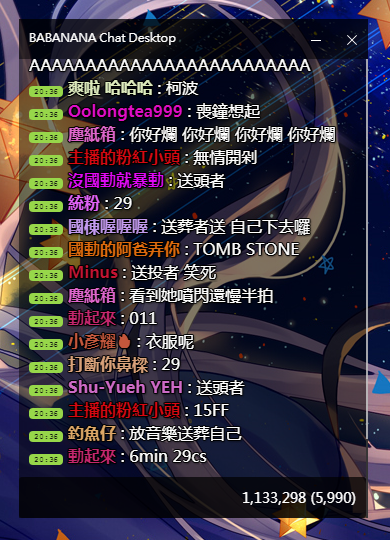 BABANANA Chat Desktop
AAAAAAAAAAAAAAAAAAAAAAAAA
20:36 爽啦 哈哈哈 : 柯波
20:36 Oolongtea999 : 喪鐘想起
20:36 塵紙箱 : 你好爛 你好爛 你好爛 你好爛
20:36 主播的粉紅小頭 : 無情開剁
20:36 沒國動就暴動 : 送頭者
20:36 統粉 : 29
20:36 國棟喔喔喔 : 送葬者送 自己下去囉
20:36 國動的阿爸弄你 : TOMB STONE
20:36 Minus : 送投者 笑死
20:36 塵紙箱 : 看到她噴閃還慢半拍
20:36 動起來 : 011
20:36 小彥耀 : 衣服呢
20:36 打斷你鼻樑 : 29
20:36 Shu-Yueh YEH : 送頭者
20:36 主播的粉紅小頭 : 15FF
20:36 釣魚仔 : 放音樂送葬自己
20:36 動起來 : 6min 29cs
1,133,298 (5,990)